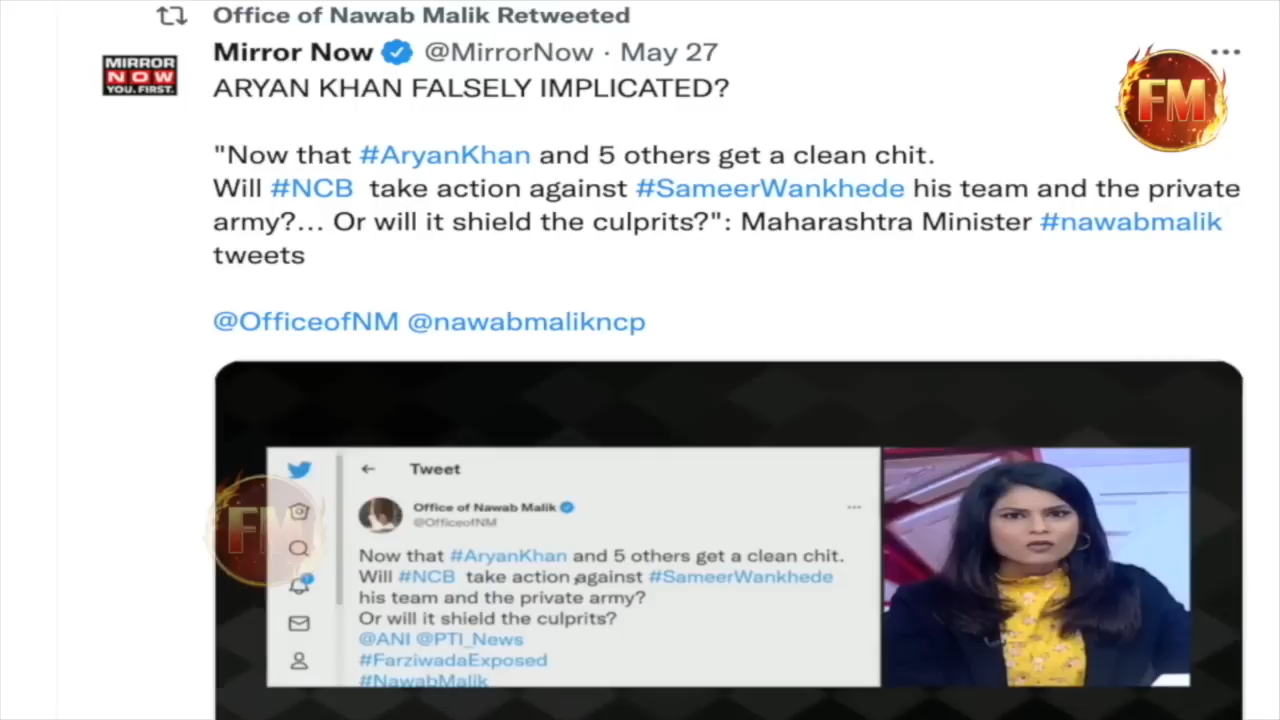 Office of Nawab Malik Retweeted
Mirror Now @MirrorNow · May 27
MIRROR
NOW
YOU. FIRST.
ARYAN KHAN FALSELY IMPLICATED?
FM
"Now that #AryanKhan and 5 others get a clean chit.
Will #NCB take action against #SameerWankhede his team and the private
army?... Or will it shield the culprits?": Maharashtra Minister #nawabmalik
tweets
@OfficeofNM @nawabmalikncp
Tweet
Office of Nawab Malik
@OfficeofNM
FM
Now that #AryanKhan and 5 others get a clean chit.
Will #NCB take action against #SameerWankhede
his team and the private army?
Or will it shield the culprits?
@ANI @PTI_News
#FarziwadaExposed
#NawabMalik